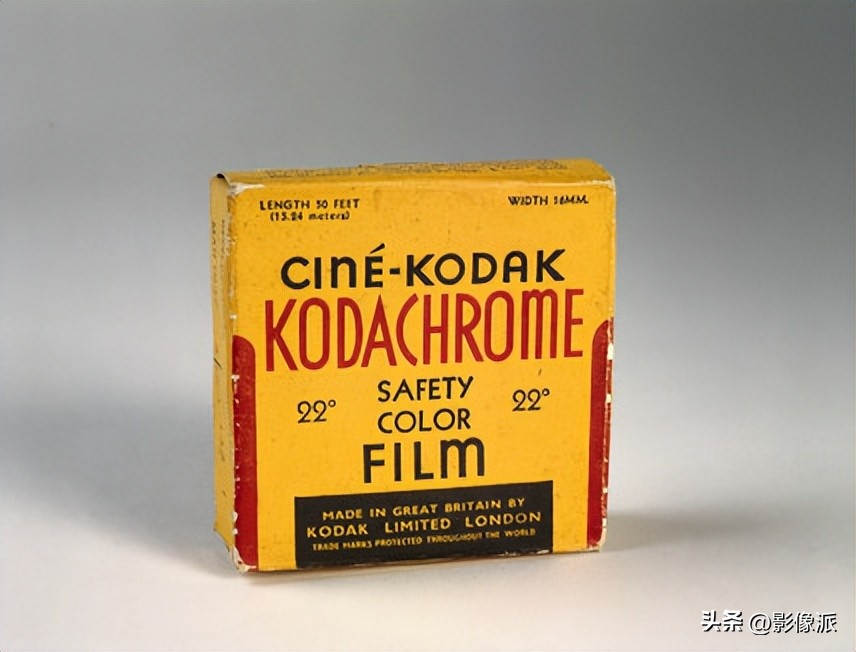 LENGTH 50 FEET
(15.24 meters)
WIDTH 16MM.
CINÉ-KODAK
KODACHROME
22° SAFETY 22°
COLOR
FILM
MADE IN GREAT BRITAIN BY
KODAK LIMITED LONDON
TRADE MARKS PROTECTED THROUGHOUT THE WORLD
头条 @影像派